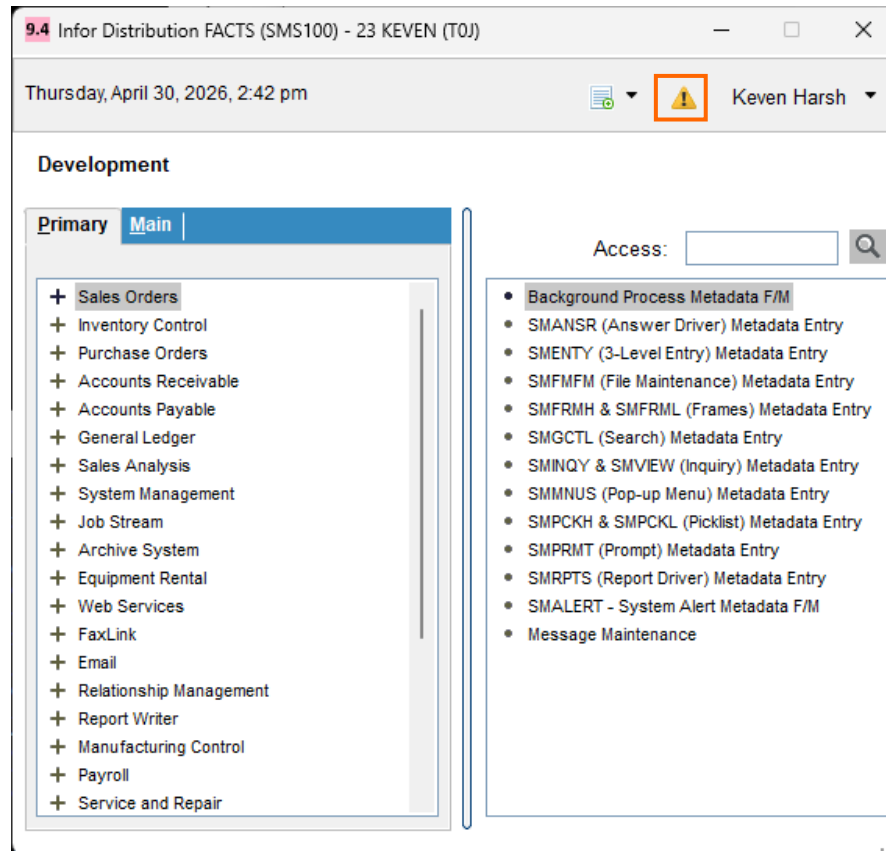 9.4 Infor Distribution FACTS (SMS100) - 23 KEVEN (T0J)
Thursday, April 30, 2026, 2:42 pm
Keven Harsh
Development
Primary Main
Access:
Sales Orders
Inventory Control
Purchase Orders
Accounts Receivable
Accounts Payable
General Ledger
Sales Analysis
System Management
Job Stream
Archive System
Equipment Rental
Web Services
FaxLink
Email
Relationship Management
Report Writer
Manufacturing Control
Payroll
Service and Repair
Background Process Metadata F/M
SMANSR (Answer Driver) Metadata Entry
SMENTY (3-Level Entry) Metadata Entry
SMFMFM (File Maintenance) Metadata Entry
SMFRMH & SMFRML (Frames) Metadata Entry
SMGCTL (Search) Metadata Entry
SMINQY & SMVIEW (Inquiry) Metadata Entry
SMMNUS (Pop-up Menu) Metadata Entry
SMPCKH & SMPCKL (Picklist) Metadata Entry
SMPRMT (Prompt) Metadata Entry
SMRPTS (Report Driver) Metadata Entry
SMALERT - System Alert Metadata F/M
Message Maintenance